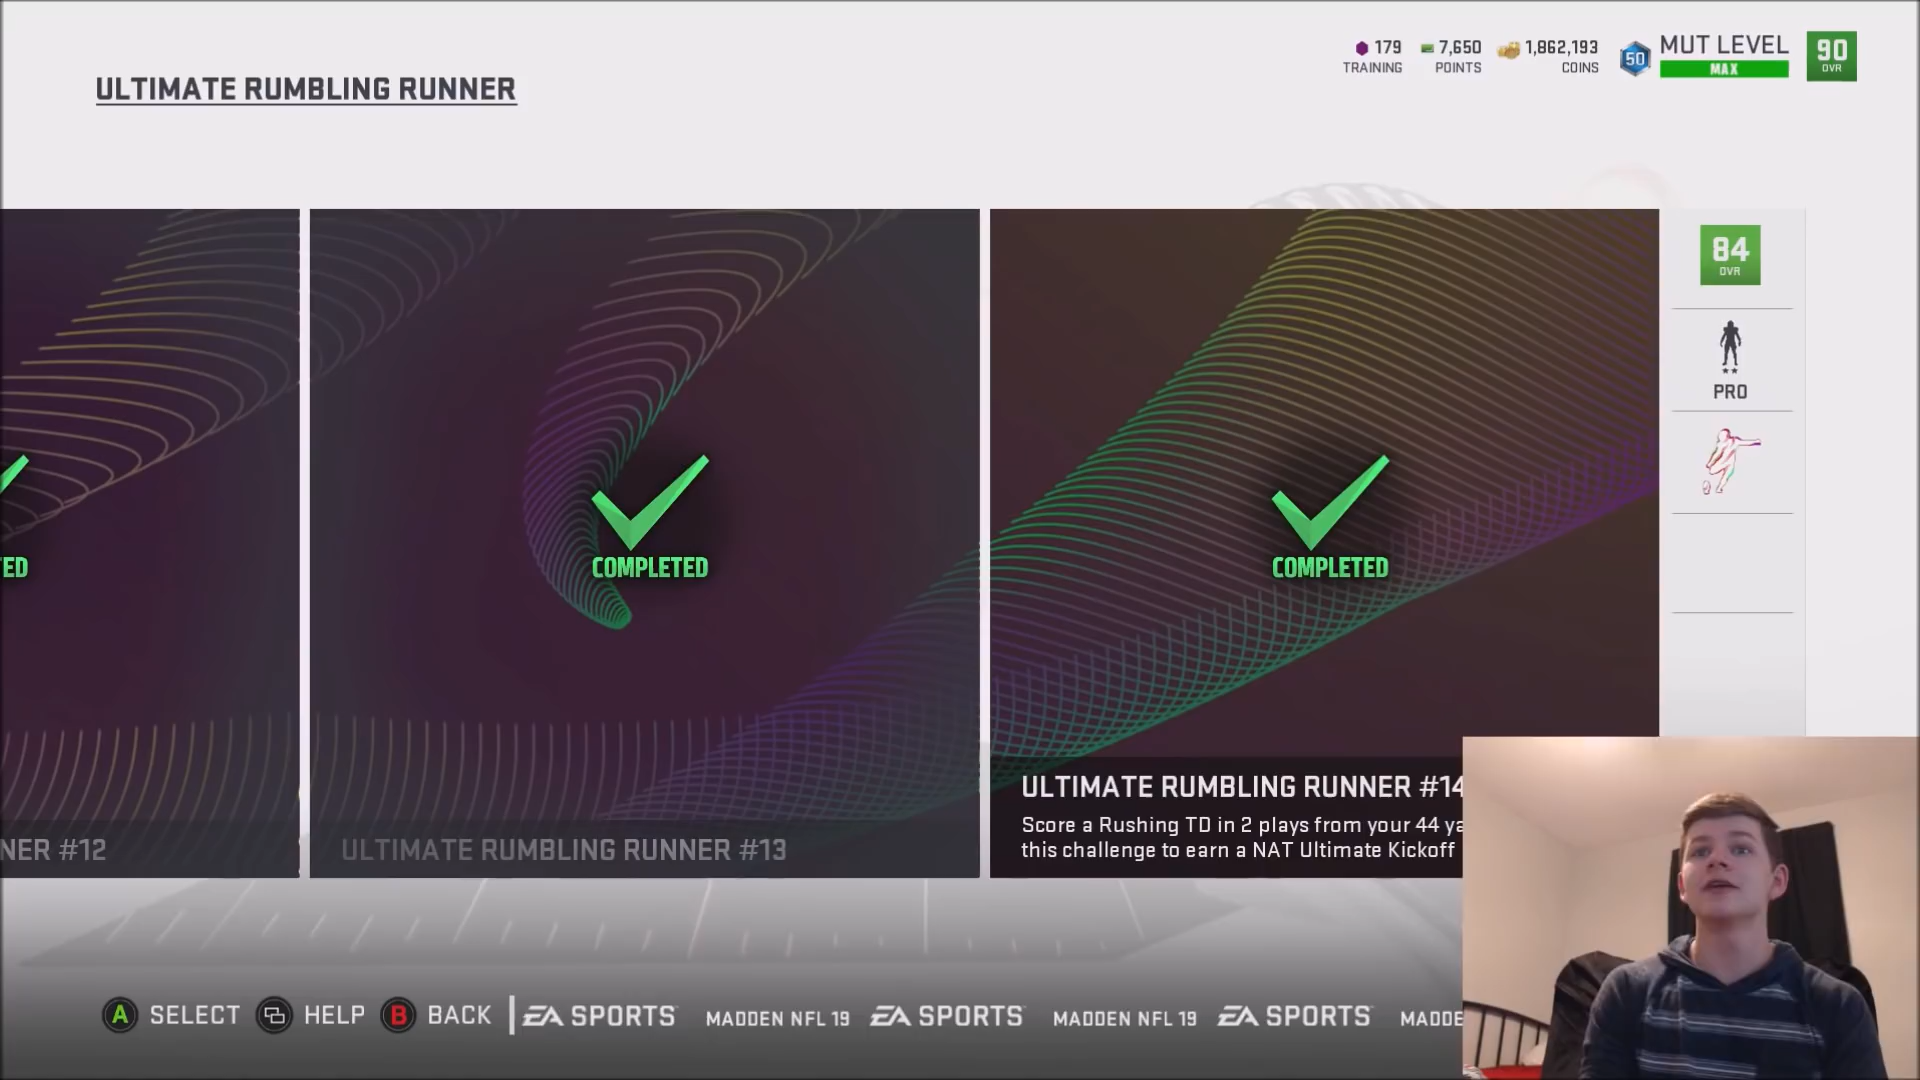 ULTIMATE RUMBLING RUNNER
179
TRAINING
7,650
POINTS
1,862,193
COINS
50
MUT LEVEL
MAX
90
OVR
84
OVR
PRO
TED
COMPLETED
COMPLETED
NER #12
ULTIMATE RUMBLING RUNNER #13
ULTIMATE RUMBLING RUNNER #14
Score a Rushing TD in 2 plays from your 44 ya
this challenge to earn a NAT Ultimate Kickoff
A SELECT HELP B BACK EA SPORTS MADDEN NFL 19 EA SPORTS MADDEN NFL 19 EA SPORTS MADDE